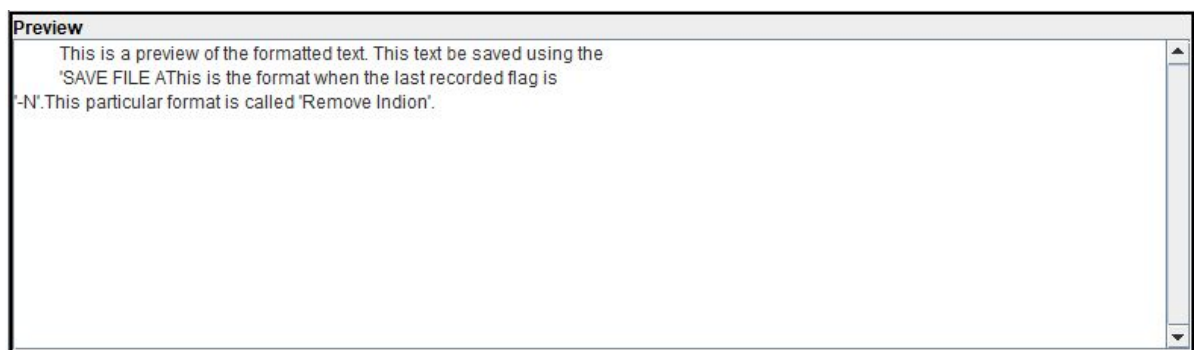 Preview
This is a preview of the formatted text. This text be saved using the
'SAVE FILE AThis is the format when the last recorded flag is
'-N'.This particular format is called 'Remove Indion'.